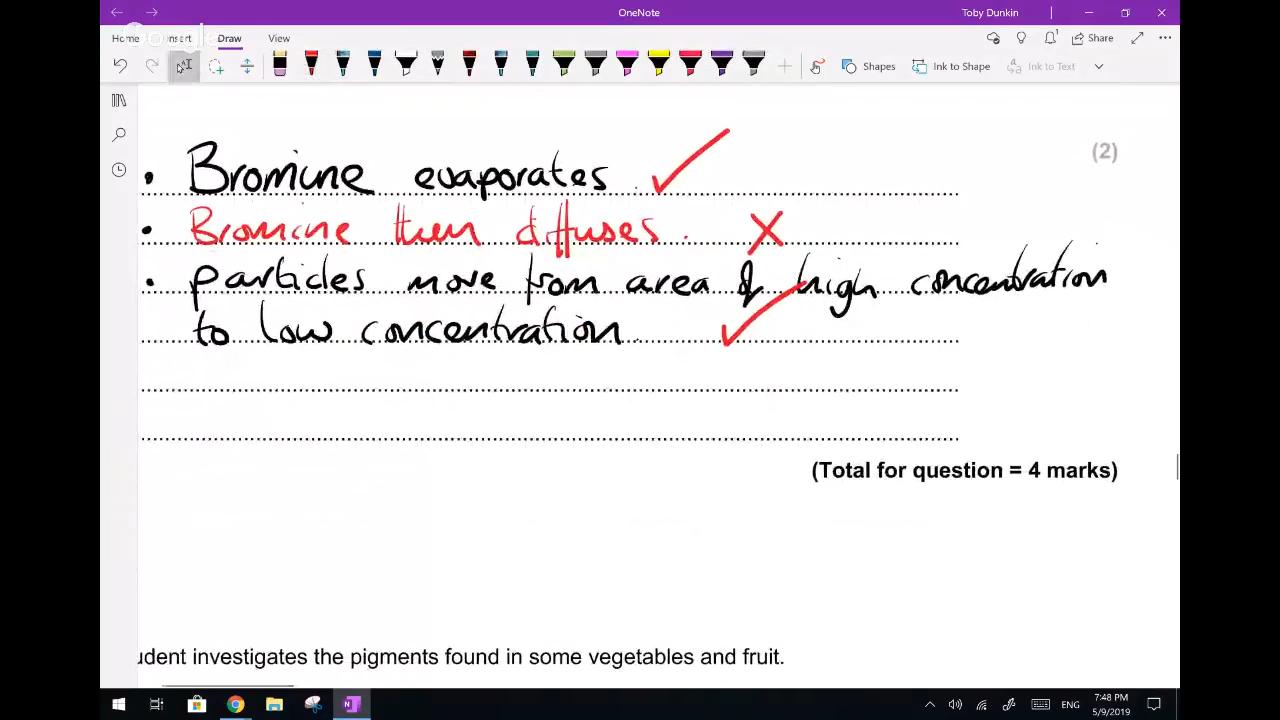 OneNote
Toby Dunkin
Home Insert Draw View
Share
Shapes
Ink to Shape
Ink to Text
(2)
• Bromine evaporates
• Bromine then diffuses.
• particles move from area of high concentration
to low concentration.
(Total for question = 4 marks)
udent investigates the pigments found in some vegetables and fruit.
ENG
7:48 PM
5/9/2019